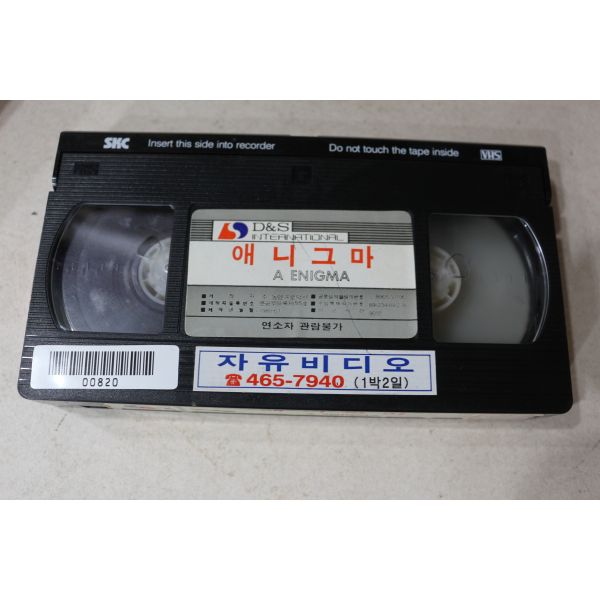 SKC Insert this side into recorder Do not touch the tape inside VHS
D&S
INTERNATIONAL
애니그마
A ENIGMA
연소자 관람불가
00820
자유비디오
☎465-7940 (1박2일)